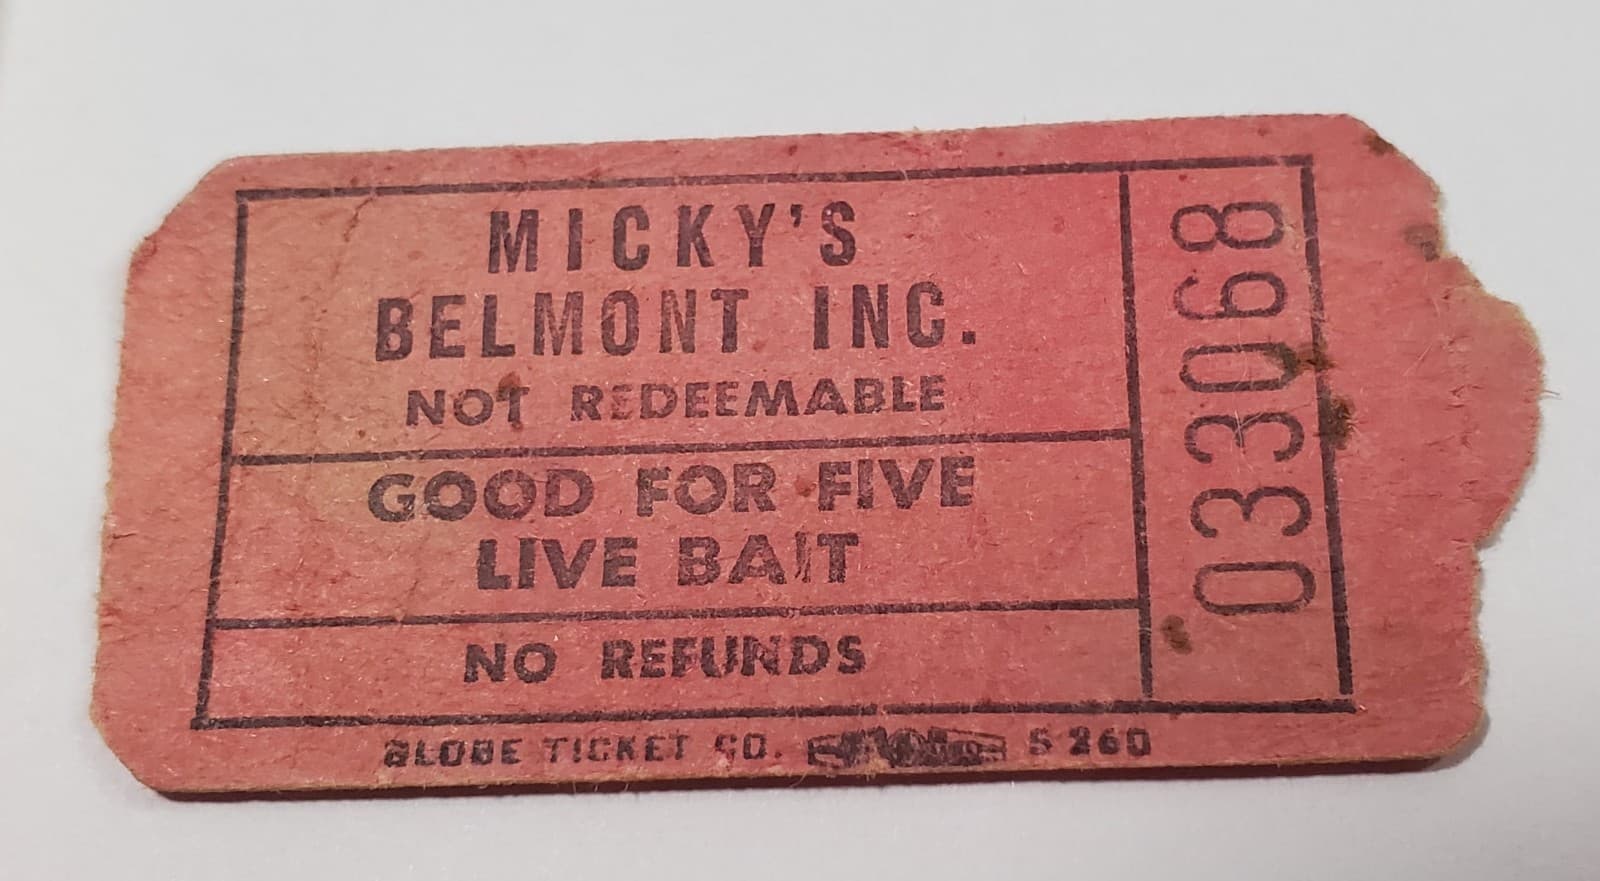 MICKY'S
BELMONT INC.
NOT REDEEMABLE
GOOD FOR FIVE
LIVE BAIT
NO REFUNDS
GLOBE TICKET CO. S 260
033068